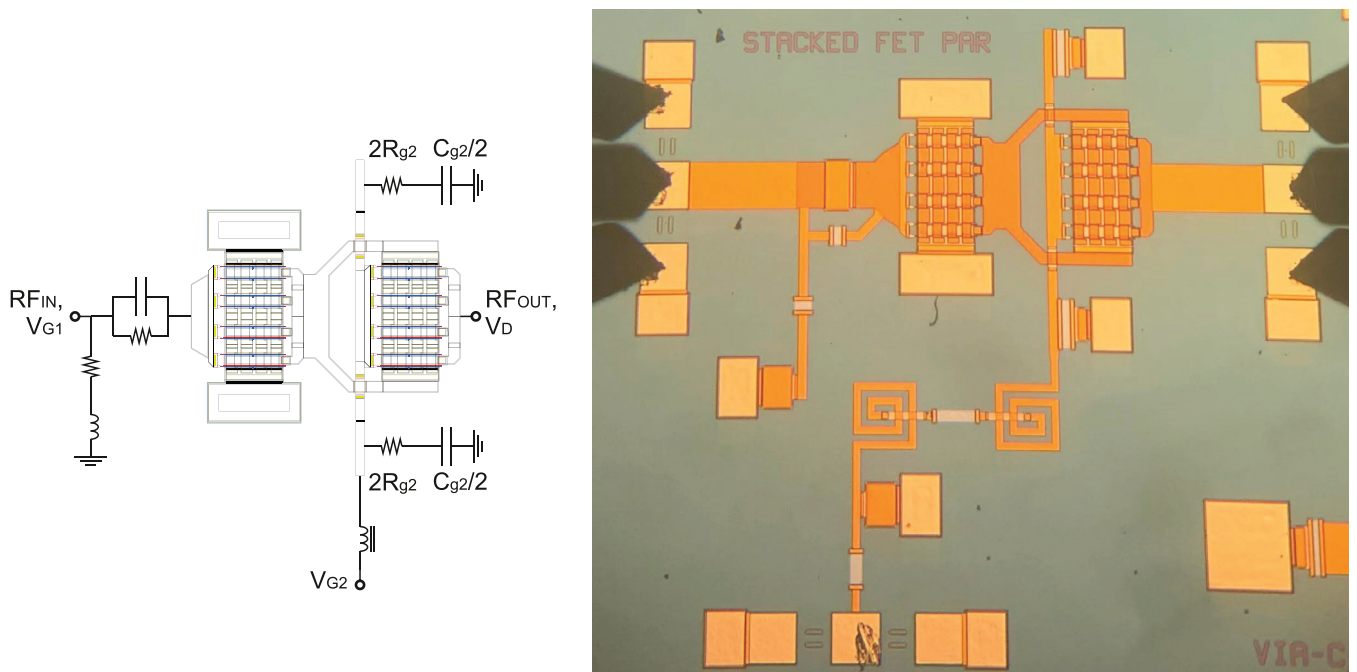 2Rg2 Cg2/2
RFIN,
VG1
RFOUT,
VD
2Rg2 Cg2/2
VG2
STACKED FET PAR
VIA-C